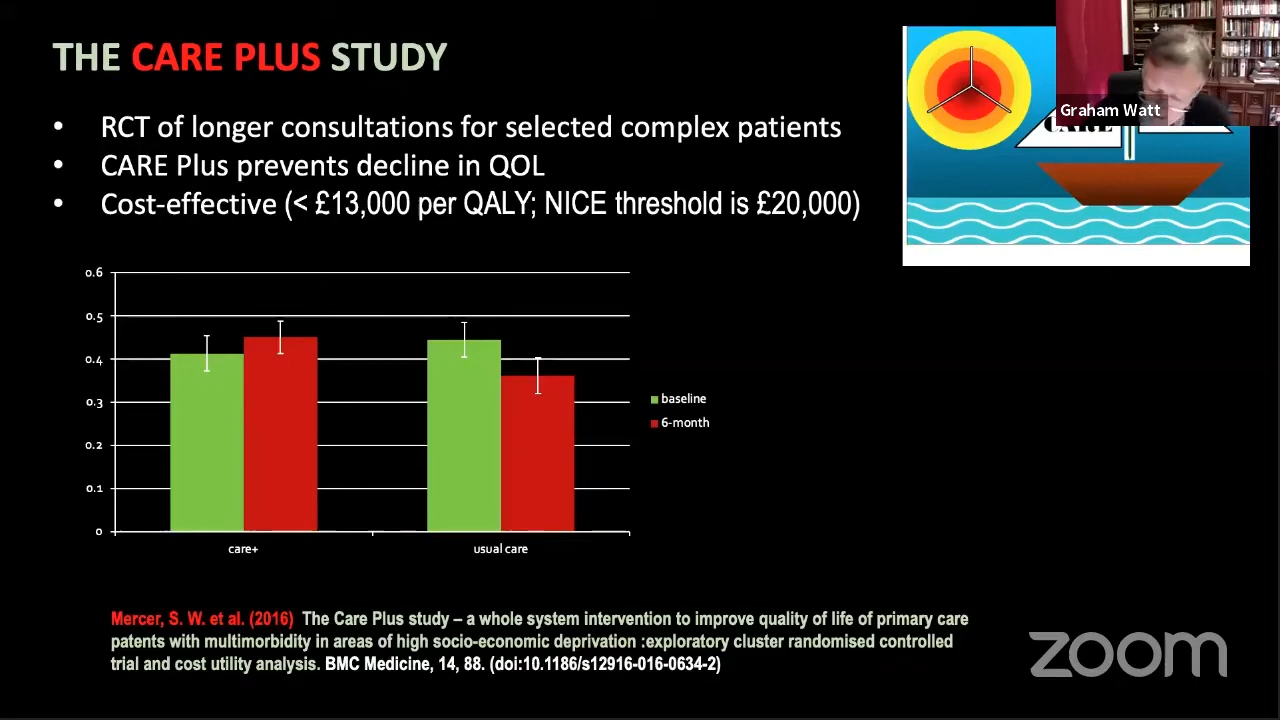 THE CARE PLUS STUDY
Graham Watt
• RCT of longer consultations for selected complex patients
• CARE Plus prevents decline in QOL
• Cost-effective (< £13,000 per QALY; NICE threshold is £20,000)
0.6
0.5
0.4
0.3
0.2
0.1
0
care+
usual care
baseline
6-month
Mercer, S. W. et al. (2016) The Care Plus study – a whole system intervention to improve quality of life of primary care
patents with multimorbidity in areas of high socio-economic deprivation :exploratory cluster randomised controlled
trial and cost utility analysis. BMC Medicine, 14, 88. (doi:10.1186/s12916-016-0634-2)
zoom